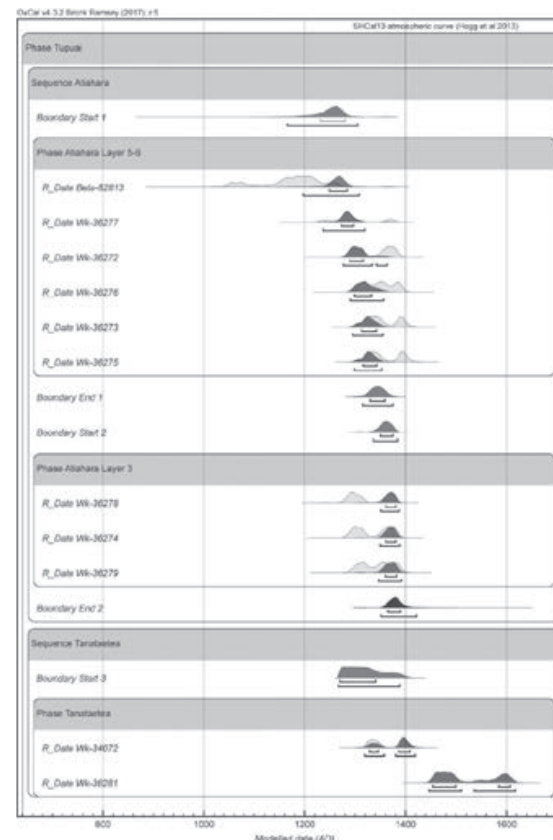 OxCal v4.3.2 Bronk Ramsey (2017); r:5
SHCal13 atmospheric curve (Hogg et al 2013)
Phase Tupuai
Sequence Atiahara
Boundary Start 1
Phase Atiahara Layer 5-6
R_Date Beta-82813
R_Date Wk-36277
R_Date Wk-36272
R_Date Wk-36276
R_Date Wk-36273
R_Date Wk-36275
Boundary End 1
Boundary Start 2
Phase Atiahara Layer 3
R_Date Wk-36278
R_Date Wk-36274
R_Date Wk-36279
Boundary End 2
Sequence Tanataetea
Boundary Start 3
Phase Tanataetea
R_Date Wk-34072
R_Date Wk-36281
800 1000 1200 1400 1600
Modelled date (AD)